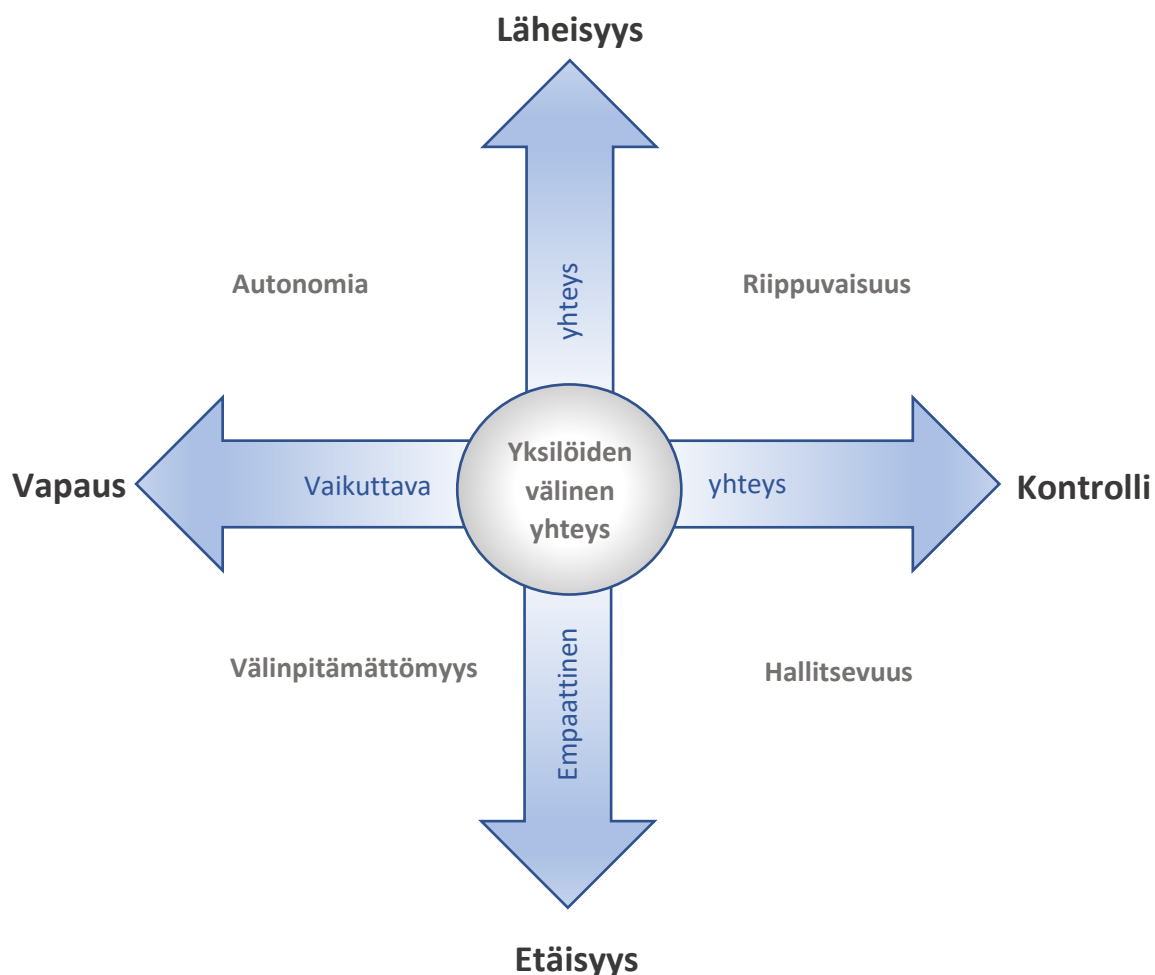 Läheisyys
yhteys
Autonomia
Riippuvaisuus
Yksilöiden
välinen
yhteys
Vapaus
Vaikuttava
yhteys
Kontrolli
Empaattinen
Välinpitämättömyys
Hallitsevuus
Etäisyys